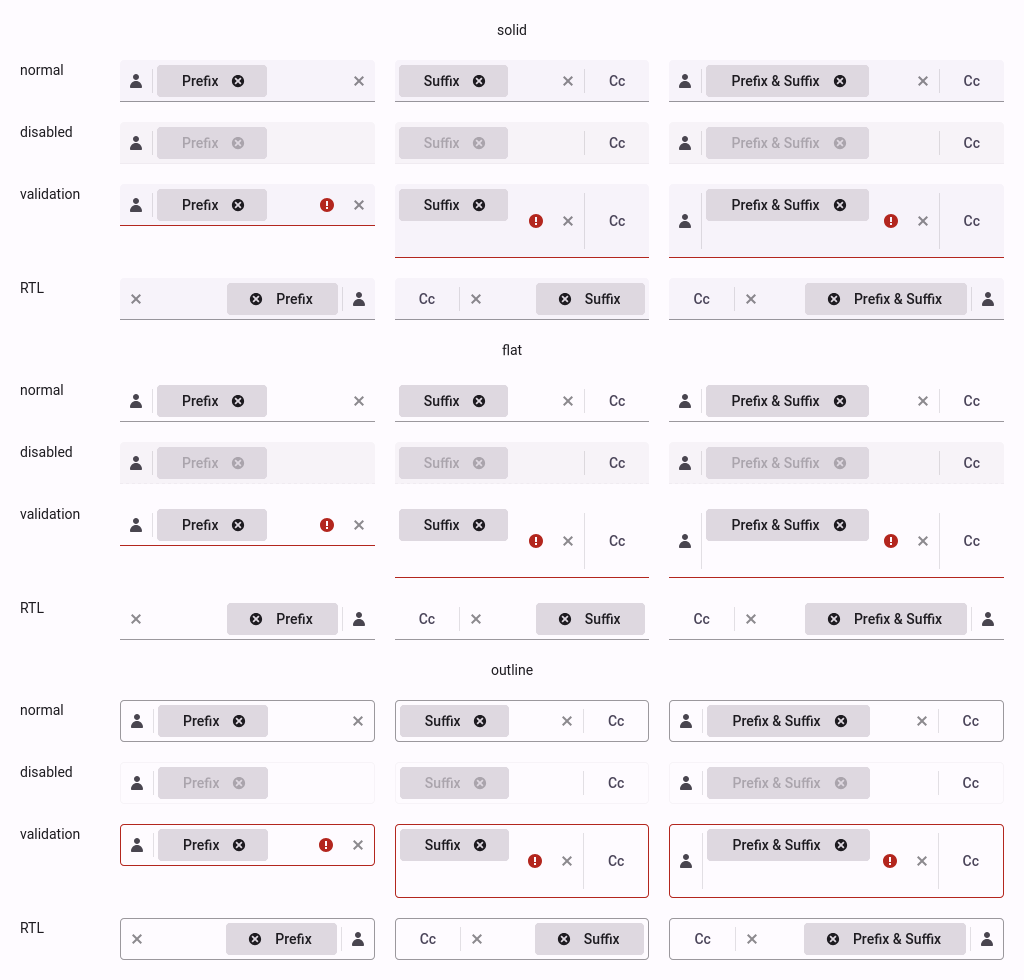 solid
normal Prefix Suffix Cc Prefix & Suffix Cc
disabled Prefix Suffix Cc Prefix & Suffix Cc
validation Prefix Suffix Cc Prefix & Suffix Cc
RTL Prefix Cc Suffix Cc Prefix & Suffix
flat
normal Prefix Suffix Cc Prefix & Suffix Cc
disabled Prefix Suffix Cc Prefix & Suffix Cc
validation Prefix Suffix Cc Prefix & Suffix Cc
RTL Prefix Cc Suffix Cc Prefix & Suffix
outline
normal Prefix Suffix Cc Prefix & Suffix Cc
disabled Prefix Suffix Cc Prefix & Suffix Cc
validation Prefix Suffix Cc Prefix & Suffix Cc
RTL Prefix Cc Suffix Cc Prefix & Suffix